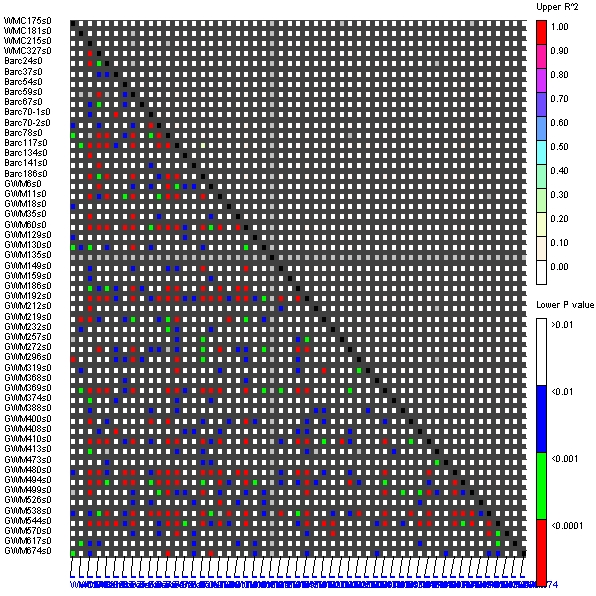 Upper R^2
WMC175s0
WMC181s0
WMC215s0
WMC327s0
Barc24s0
Barc37s0
Barc54s0
Barc59s0
Barc67s0
Barc70-1s0
Barc70-2s0
Barc78s0
Barc117s0
Barc134s0
Barc141s0
Barc186s0
GWM6s0
GWM11s0
GWM18s0
GWM35s0
GWM60s0
GWM129s0
GWM130s0
GWM135s0
GWM149s0
GWM159s0
GWM186s0
GWM192s0
GWM212s0
GWM219s0
GWM232s0
GWM257s0
GWM272s0
GWM296s0
GWM319s0
GWM368s0
GWM369s0
GWM374s0
GWM388s0
GWM400s0
GWM408s0
GWM410s0
GWM413s0
GWM473s0
GWM480s0
GWM494s0
GWM499s0
GWM526s0
GWM538s0
GWM544s0
GWM570s0
GWM617s0
GWM674s0
1.00
0.90
0.80
0.70
0.60
0.50
0.40
0.30
0.20
0.10
0.00
Lower P value
>0.01
<0.01
<0.001
<0.0001